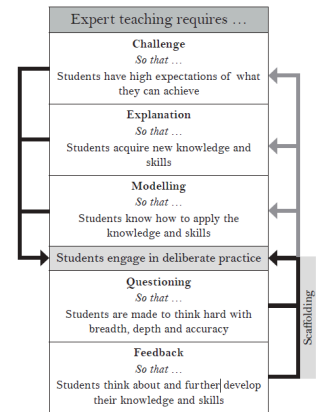 Expert teaching requires …
Challenge
So that …
Students have high expectations of what
they can achieve
Explanation
So that …
Students acquire new knowledge and
skills
Modelling
So that …
Students know how to apply the
knowledge and skills
Students engage in deliberate practice
Questioning
So that …
Students are made to think hard with
breadth, depth and accuracy
Feedback
So that …
Students think about and further develop
their knowledge and skills
Scaffolding